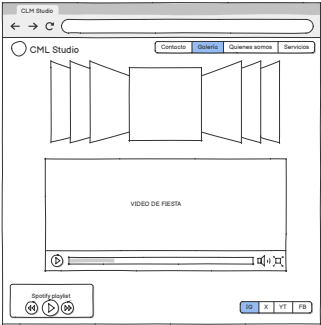 CLM Studio
CML Studio
Contacto Galería Quienes somos Servicios
VIDEO DE FIESTA
Spotify playlist
IG X YT FB